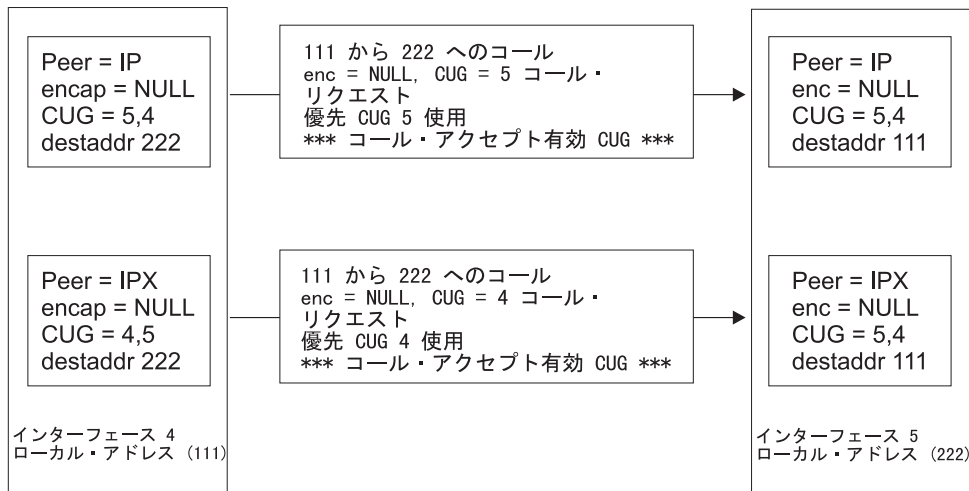 Peer = IP
encap = NULL
CUG = 5,4
destaddr 222
111 から 222 へのコール
enc = NULL, CUG = 5 コール・
リクエスト
優先 CUG 5 使用
*** コール・アクセプト有効 CUG ***
Peer = IP
enc = NULL
CUG = 5,4
destaddr 111
Peer = IPX
encap = NULL
CUG = 4,5
destaddr 222
111 から 222 へのコール
enc = NULL, CUG = 4 コール・
リクエスト
優先 CUG 4 使用
*** コール・アクセプト有効 CUG ***
Peer = IPX
enc = NULL
CUG = 5,4
destaddr 111
インターフェース 4
ローカル・アドレス (111)
インターフェース 5
ローカル・アドレス (222)